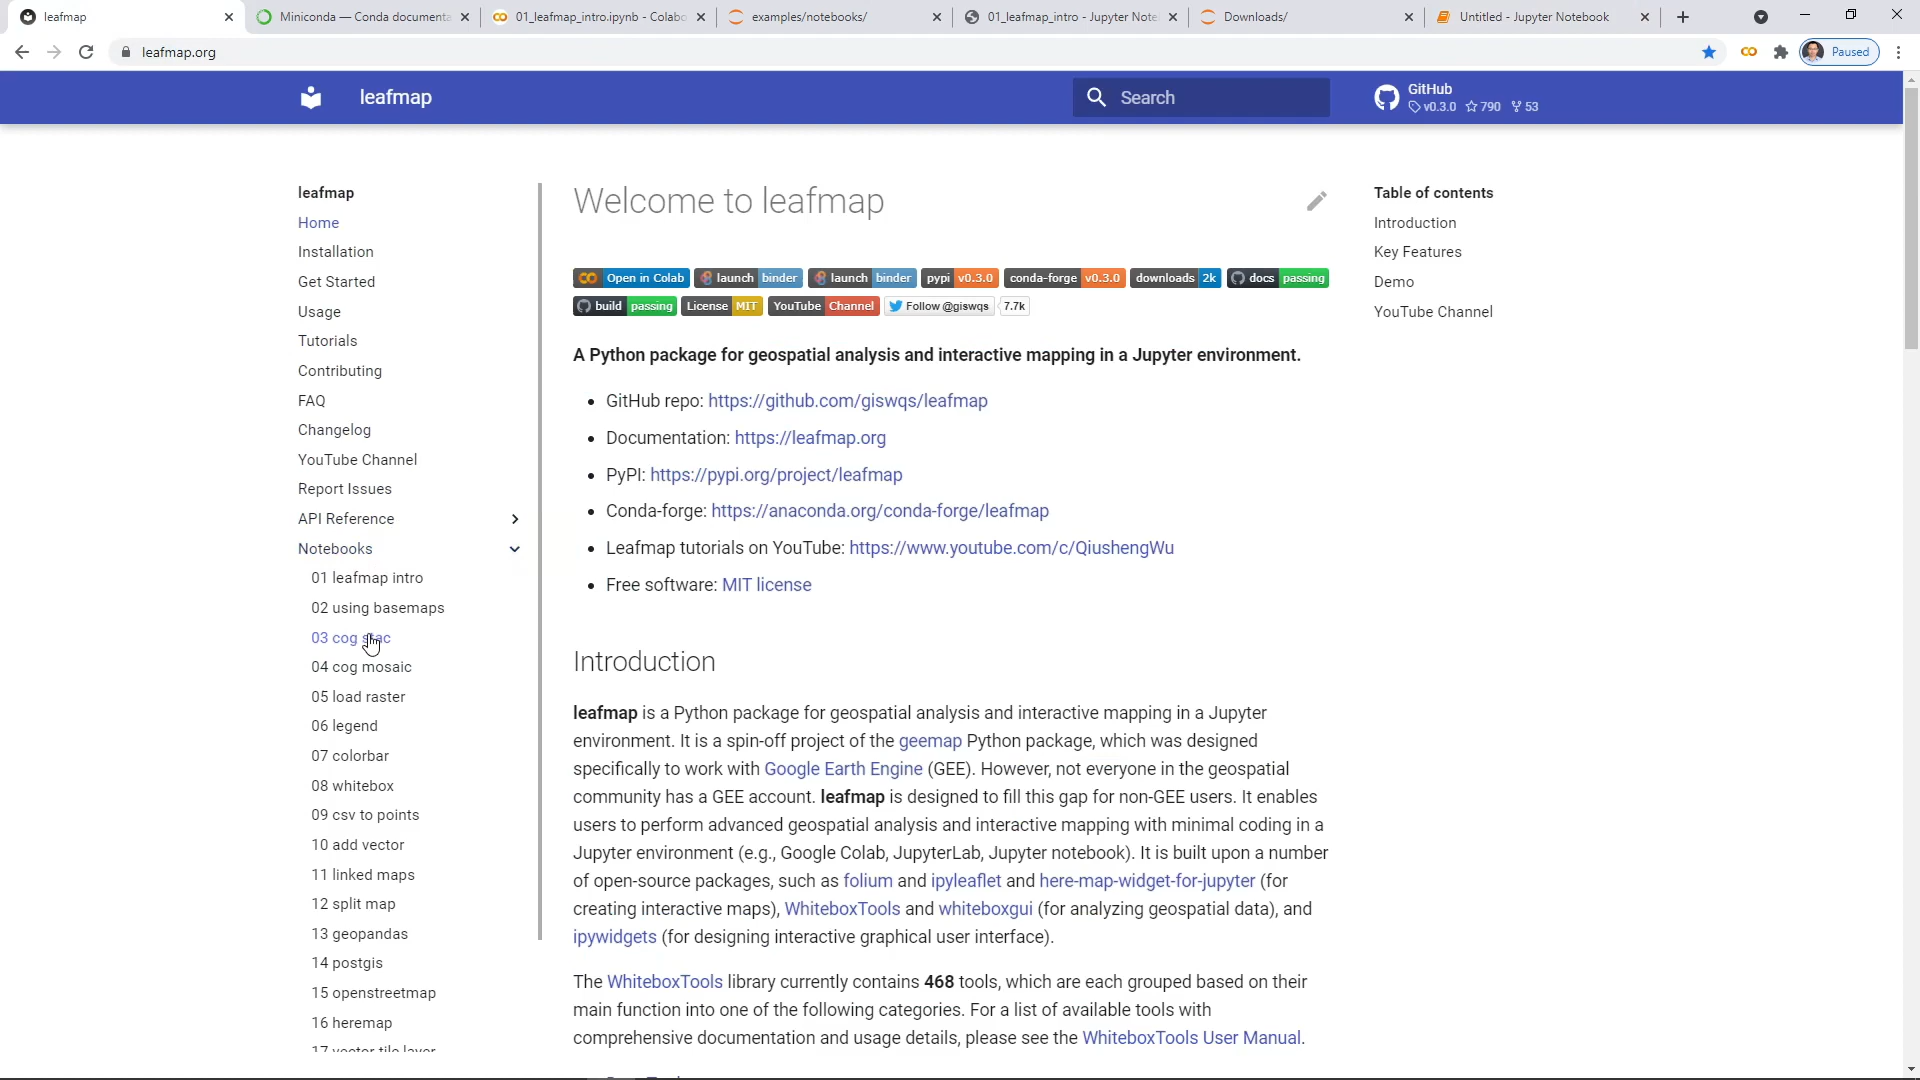 leafmap
Miniconda — Conda documenta
01_leafmap_intro.ipynb - Colabo
examples/notebooks/
01_leafmap_intro - Jupyter Note
Downloads/
Untitled - Jupyter Notebook
leafmap.org
Paused
leafmap
Search
GitHub
v0.3.0 790 53
leafmap
Home
Installation
Get Started
Usage
Tutorials
Contributing
FAQ
Changelog
YouTube Channel
Report Issues
API Reference
Notebooks
01 leafmap intro
02 using basemaps
03 cog stac
04 cog mosaic
05 load raster
06 legend
07 colorbar
08 whitebox
09 csv to points
10 add vector
11 linked maps
12 split map
13 geopandas
14 postgis
15 openstreetmap
16 heremap
17 vector tile layer
Welcome to leafmap
Open in Colab launch binder launch binder pypi v0.3.0 conda-forge v0.3.0 downloads 2k docs passing
build passing License MIT YouTube Channel Follow @giswqs 7.7k
A Python package for geospatial analysis and interactive mapping in a Jupyter environment.
• GitHub repo: https://github.com/giswqs/leafmap
• Documentation: https://leafmap.org
• PyPI: https://pypi.org/project/leafmap
• Conda-forge: https://anaconda.org/conda-forge/leafmap
• Leafmap tutorials on YouTube: https://www.youtube.com/c/QiushengWu
• Free software: MIT license
Introduction
leafmap is a Python package for geospatial analysis and interactive mapping in a Jupyter
environment. It is a spin-off project of the geemap Python package, which was designed
specifically to work with Google Earth Engine (GEE). However, not everyone in the geospatial
community has a GEE account. leafmap is designed to fill this gap for non-GEE users. It enables
users to perform advanced geospatial analysis and interactive mapping with minimal coding in a
Jupyter environment (e.g., Google Colab, JupyterLab, Jupyter notebook). It is built upon a number
of open-source packages, such as folium and ipyleaflet and here-map-widget-for-jupyter (for
creating interactive maps), WhiteboxTools and whiteboxgui (for analyzing geospatial data), and
ipywidgets (for designing interactive graphical user interface).
The WhiteboxTools library currently contains 468 tools, which are each grouped based on their
main function into one of the following categories. For a list of available tools with
comprehensive documentation and usage details, please see the WhiteboxTools User Manual.
Table of contents
Introduction
Key Features
Demo
YouTube Channel